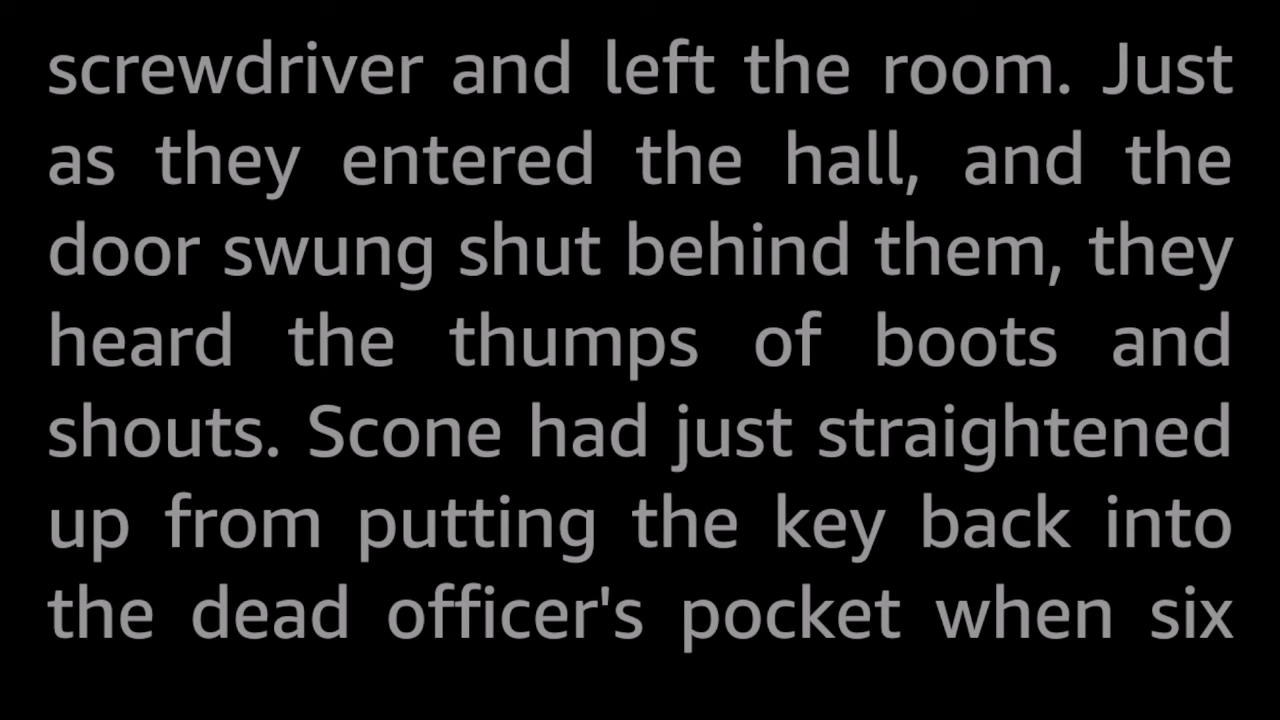 screwdriver and left the room. Just
as they entered the hall, and the
door swung shut behind them, they
heard the thumps of boots and
shouts. Scone had just straightened
up from putting the key back into
the dead officer's pocket when six